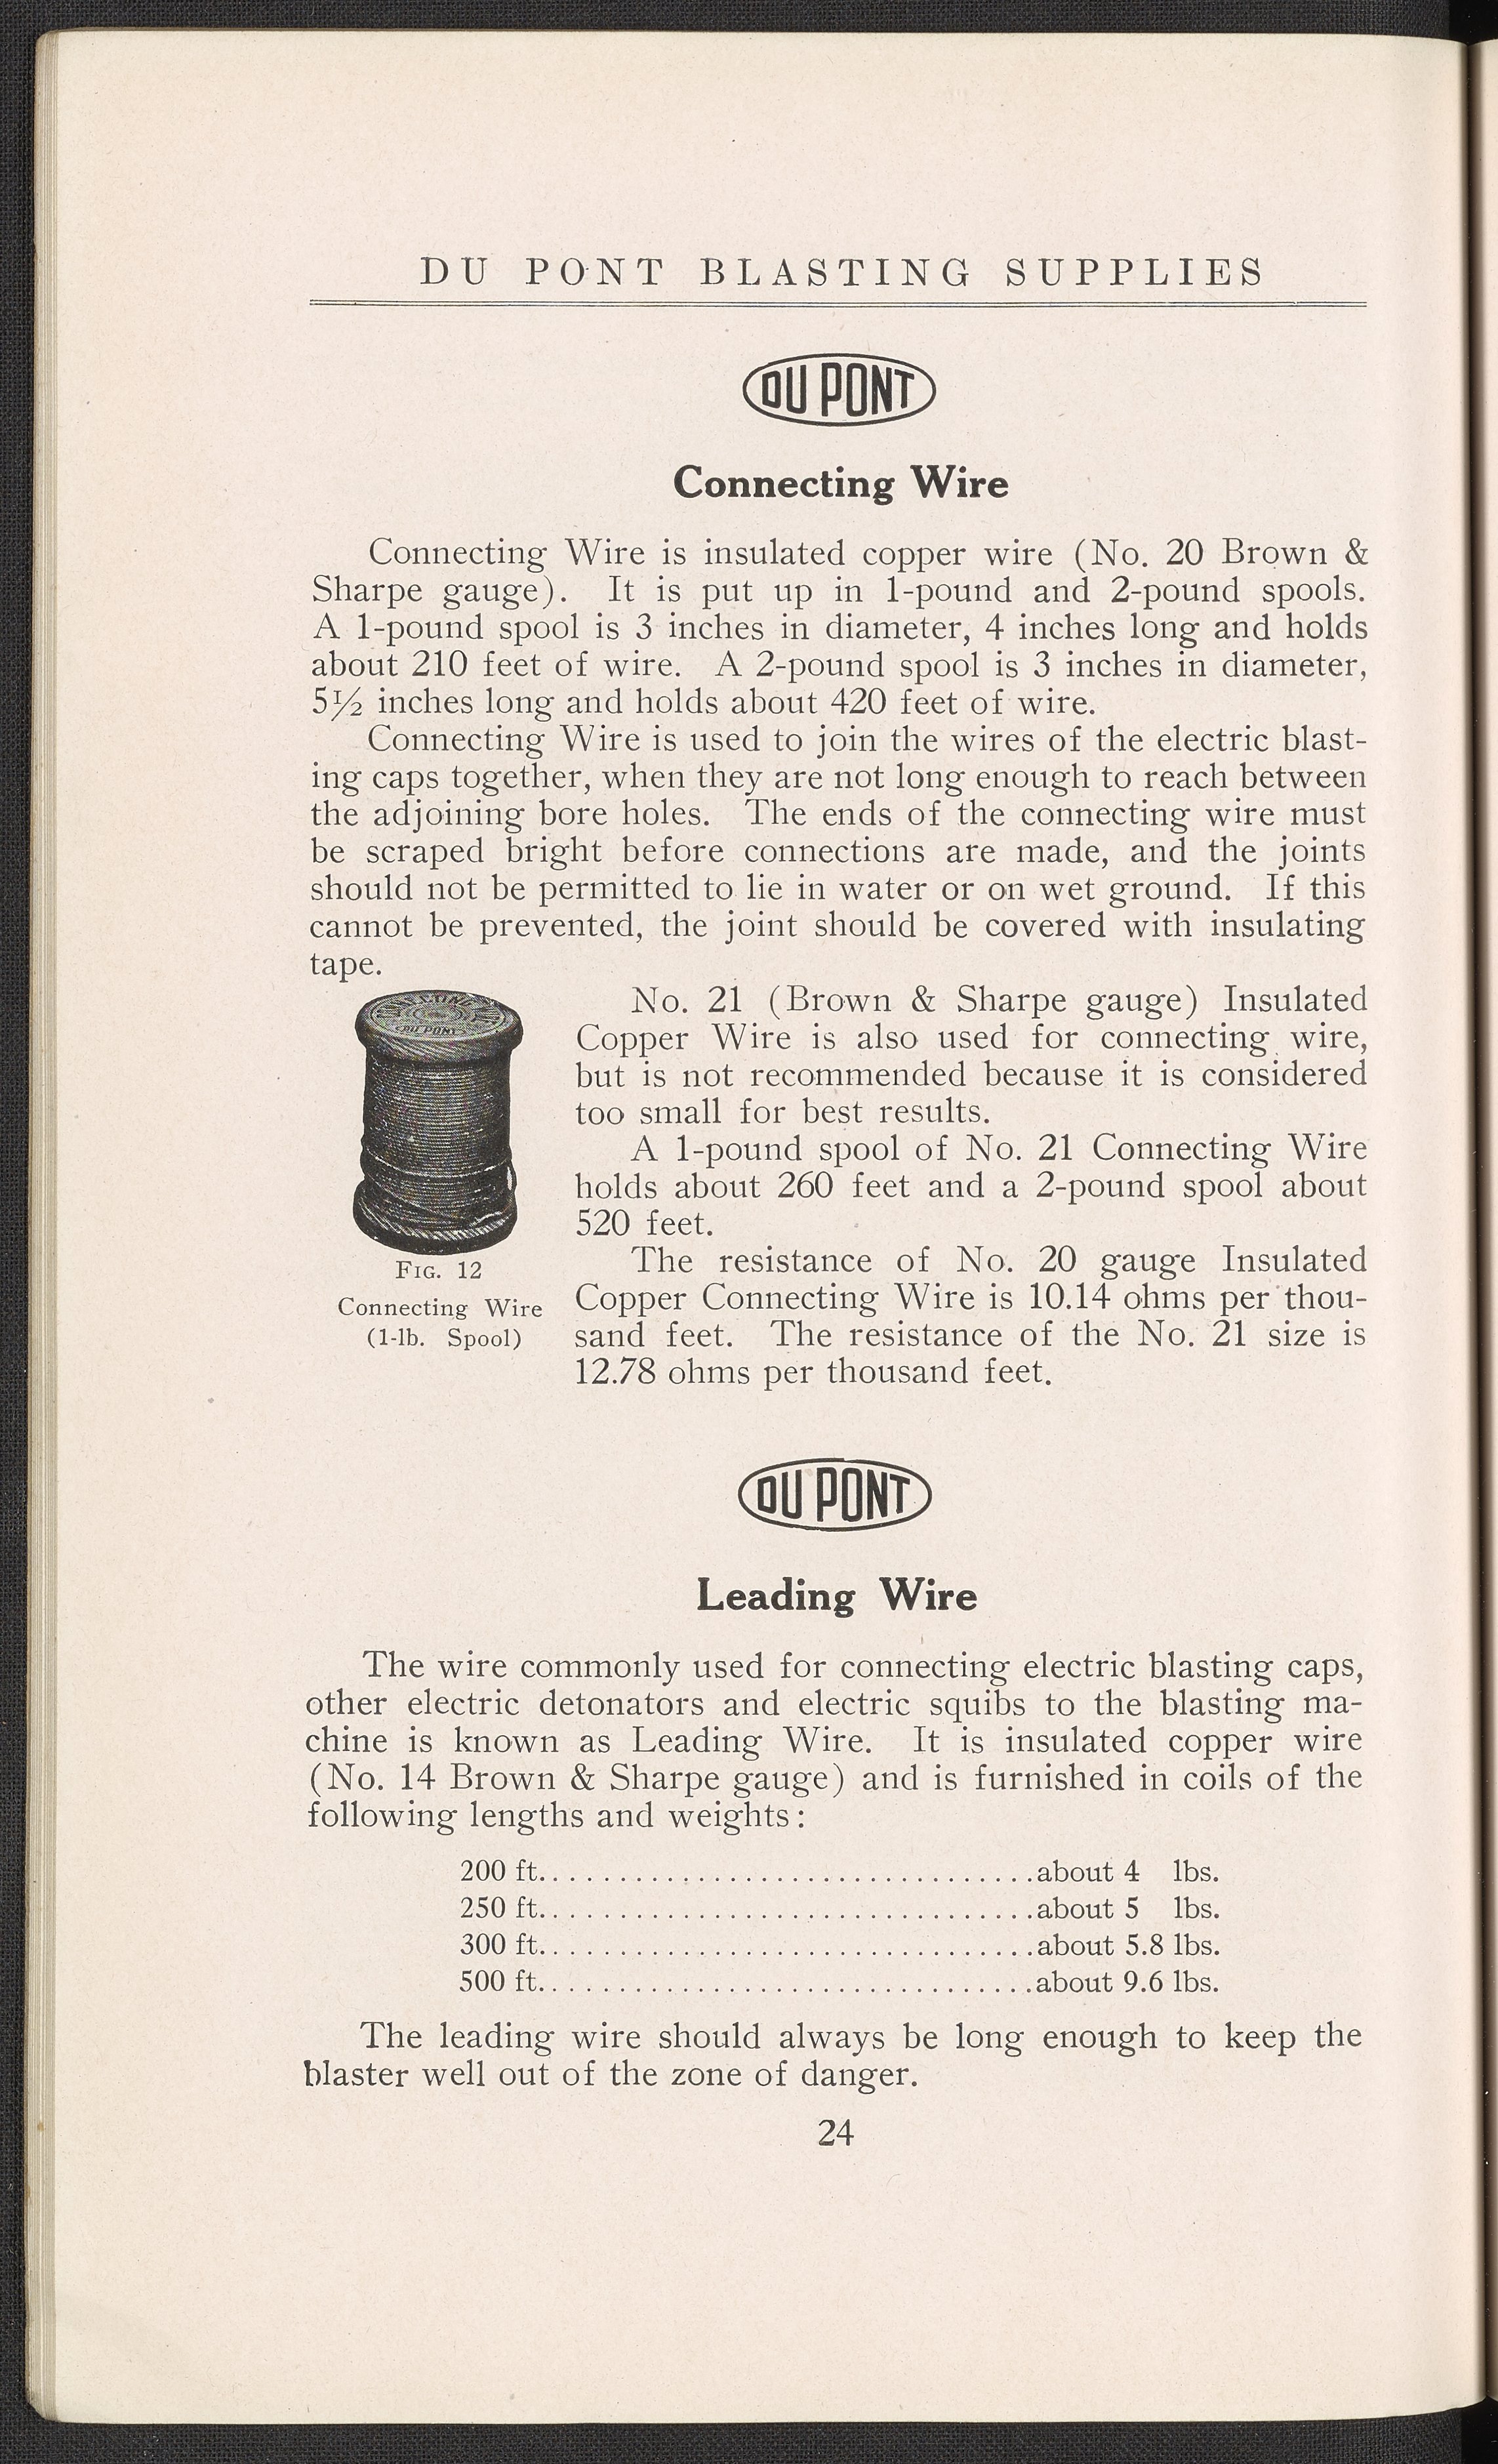 DU PONT BLASTING SUPPLIES
DU PONT
Connecting Wire
Connecting Wire is insulated copper wire (No. 20 Brown &
Sharpe gauge). It is put up in 1-pound and 2-pound spools.
A 1-pound spool is 3 inches in diameter, 4 inches long and holds
about 210 feet of wire. A 2-pound spool is 3 inches in diameter,
5½ inches long and holds about 420 feet of wire.
Connecting Wire is used to join the wires of the electric blast-
ing caps together, when they are not long enough to reach between
the adjoining bore holes. The ends of the connecting wire must
be scraped bright before connections are made, and the joints
should not be permitted to lie in water or on wet ground. If this
cannot be prevented, the joint should be covered with insulating
tape.
DU PONT
FIG. 12
Connecting Wire
(1-lb. Spool)
No. 21 (Brown & Sharpe gauge) Insulated
Copper Wire is also used for connecting wire,
but is not recommended because it is considered
too small for best results.
A 1-pound spool of No. 21 Connecting Wire
holds about 260 feet and a 2-pound spool about
520 feet.
The resistance of No. 20 gauge Insulated
Copper Connecting Wire is 10.14 ohms per thou-
sand feet. The resistance of the No. 21 size is
12.78 ohms per thousand feet.
DU PONT
Leading Wire
The wire commonly used for connecting electric blasting caps,
other electric detonators and electric squibs to the blasting ma-
chine is known as Leading Wire. It is insulated copper wire
(No. 14 Brown & Sharpe gauge) and is furnished in coils of the
following lengths and weights:
200 ft................................about 4 lbs.
250 ft................................about 5 lbs.
300 ft................................about 5.8 lbs.
500 ft................................about 9.6 lbs.
The leading wire should always be long enough to keep the
blaster well out of the zone of danger.
24